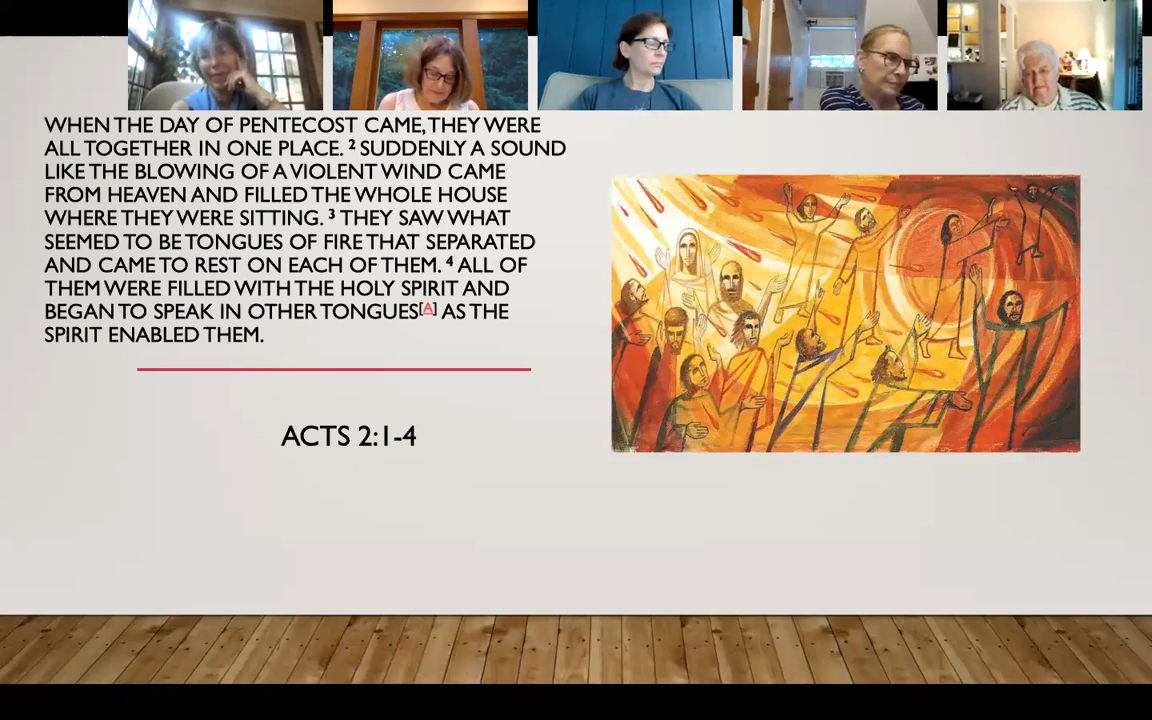 WHEN THE DAY OF PENTECOST CAME, THEY WERE
ALL TOGETHER IN ONE PLACE. ² SUDDENLY A SOUND
LIKE THE BLOWING OF A VIOLENT WIND CAME
FROM HEAVEN AND FILLED THE WHOLE HOUSE
WHERE THEY WERE SITTING. ³ THEY SAW WHAT
SEEMED TO BE TONGUES OF FIRE THAT SEPARATED
AND CAME TO REST ON EACH OF THEM. ⁴ ALL OF
THEM WERE FILLED WITH THE HOLY SPIRIT AND
BEGAN TO SPEAK IN OTHER TONGUES[A] AS THE
SPIRIT ENABLED THEM.
ACTS 2:1-4